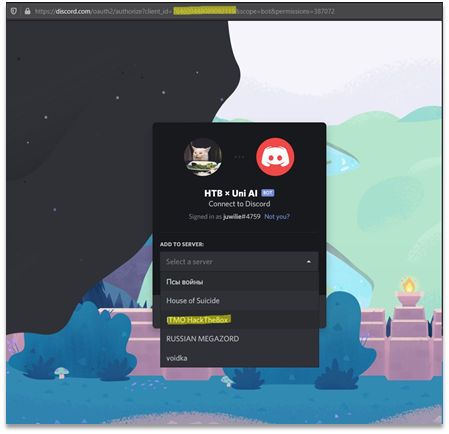 https://discord.com/oauth2/authorize?client_id= scope=bot&permissions=387072
HTB × Uni AI BOT
Connect to Discord
Signed in as juwilie#4759 Not you?
ADD TO SERVER:
Select a server
Псы войны
House of Suicide
ITMO HackTheBox
RUSSIAN MEGAZORD
voidka